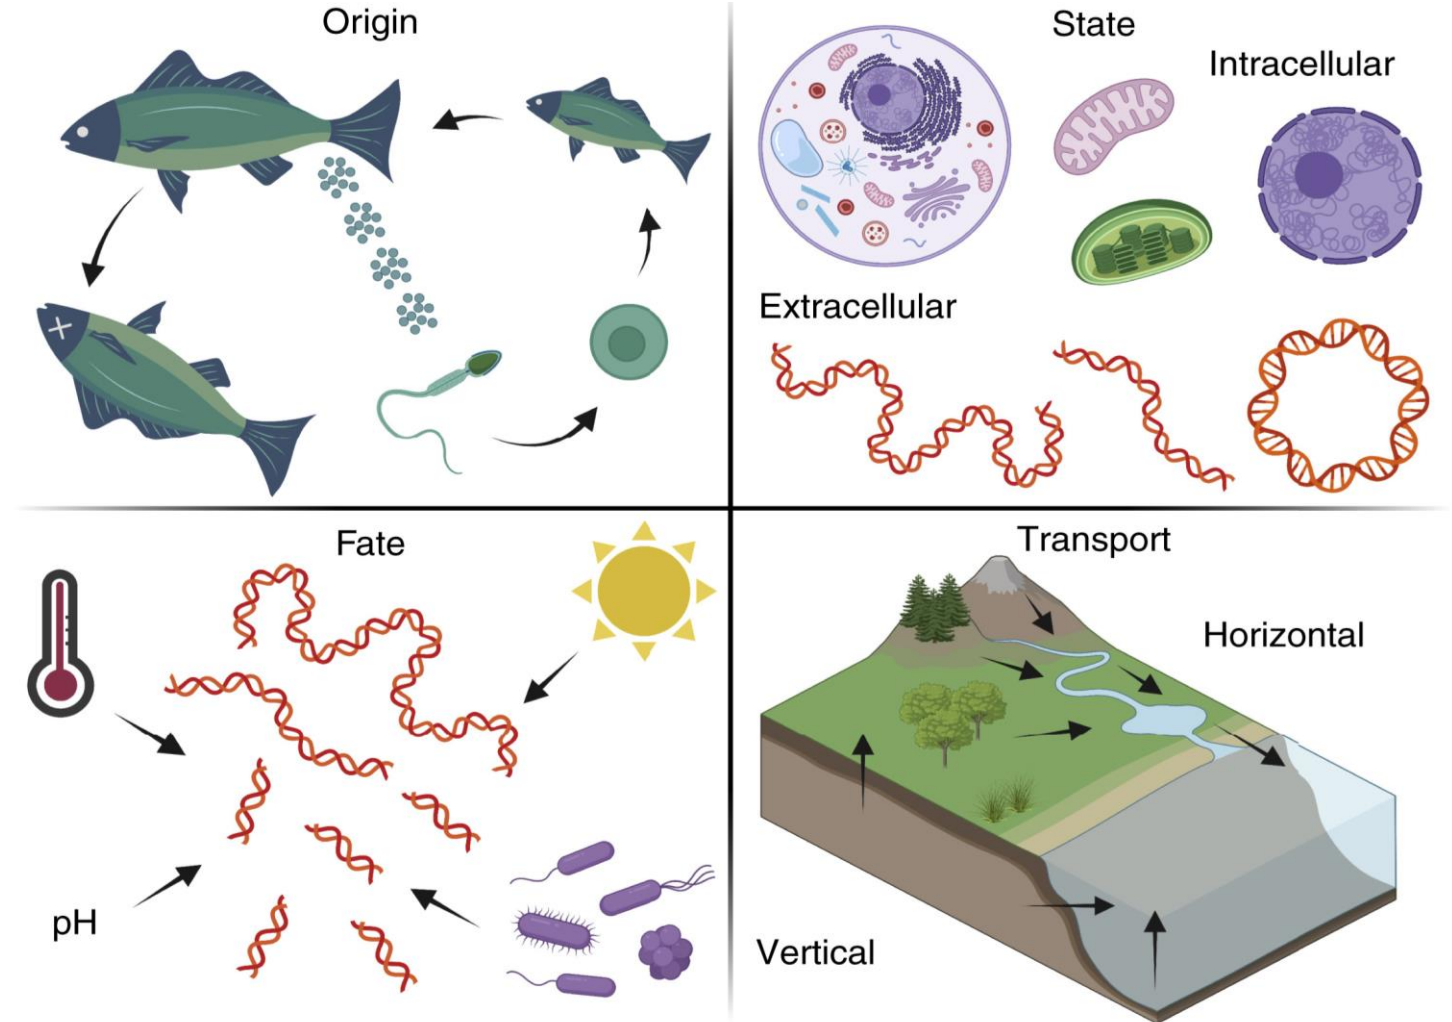 Origin
State
Intracellular
Extracellular
Fate
pH
Transport
Horizontal
Vertical